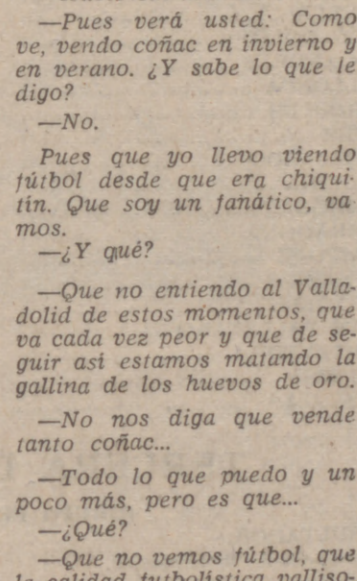 —Pues verá usted: Como
ve, vendo coñac en invierno y
en verano. ¿Y sabe lo que le
digo?
—No.
Pues que yo llevo viendo
fútbol desde que era chiqui-
tín. Que soy un fanático, va
mos.
—¿Y qué?
—Que no entiendo al Valla-
dolid de estos momentos, que
va cada vez peor y que de se-
guir así estamos matando la
gallina de los huevos de oro.
—No nos diga que vende
tanto coñac...
—Todo lo que puedo y un
poco más, pero es que...
—¿Qué?
—Que no vemos fútbol, que
la calidad futbolística valliso-